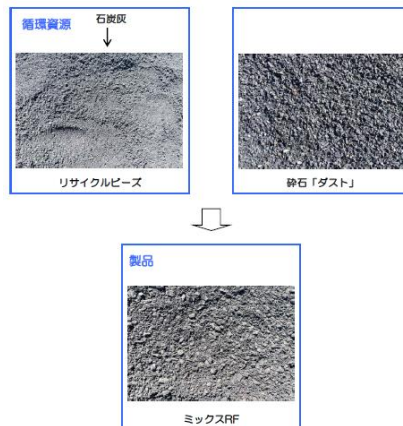 循環資源
石炭灰
リサイクルビーズ
砕石「ダスト」
製品
ミックスRF